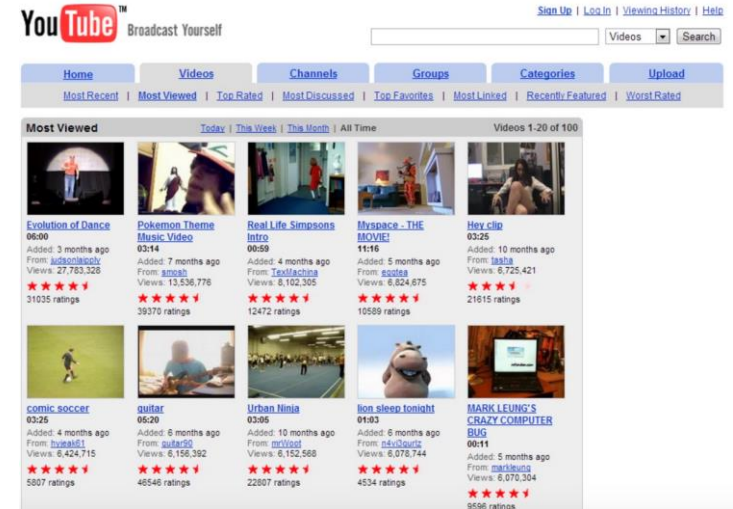 Sign Up | Log In | Viewing History | Help
YouTube™ Broadcast Yourself
Videos Search
Home Videos Channels Groups Categories Upload
Most Recent | Most Viewed | Top Rated | Most Discussed | Top Favorites | Most Linked | Recently Featured | Worst Rated
Most Viewed Today | This Week | This Month | All Time Videos 1-20 of 100
Evolution of Dance
06:00
Added: 3 months ago
From: judsonlaipply
Views: 27,783,328
31035 ratings
Pokemon Theme
Music Video
03:14
Added: 7 months ago
From: smosh
Views: 13,536,776
39370 ratings
Real Life Simpsons
Intro
00:59
Added: 4 months ago
From: TexMachina
Views: 8,102,305
12472 ratings
Myspace - THE
MOVIE!
11:16
Added: 5 months ago
From: eggtea
Views: 6,824,675
10589 ratings
Hey clip
03:25
Added: 10 months ago
From: tasha
Views: 6,725,421
21615 ratings
comic soccer
03:25
Added: 4 months ago
From:
Views: 6,424,715
5807 ratings
guitar
05:20
Added: 6 months ago
From: guitar90
Views: 6,156,392
46546 ratings
Urban Ninja
03:05
Added: 10 months ago
From: mrWoot
Views: 6,152,568
22807 ratings
lion sleep tonight
01:03
Added: 6 months ago
From:
Views: 6,078,744
4534 ratings
MARK LEUNG'S
CRAZY COMPUTER
BUG
00:11
Added: 5 months ago
From: markleung
Views: 6,070,304
9596 ratings